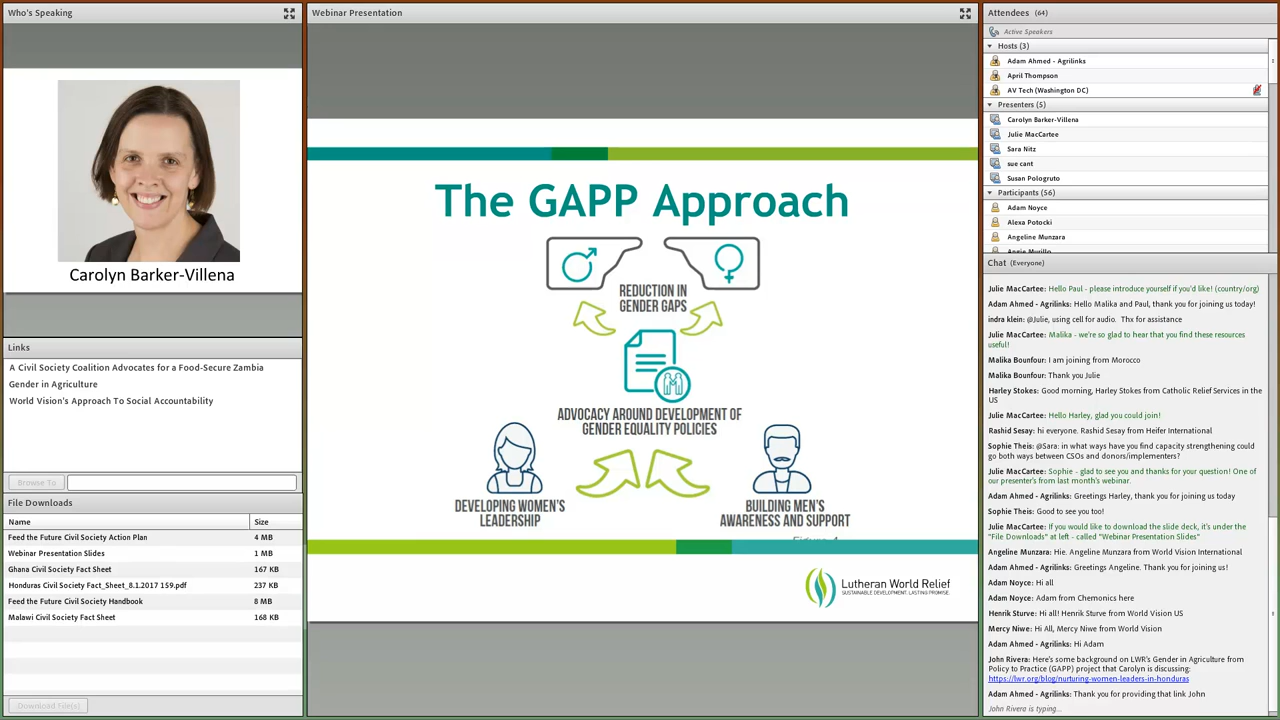 Who's Speaking
Carolyn Barker-Villena
Links
A Civil Society Coalition Advocates for a Food-Secure Zambia
Gender in Agriculture
World Vision's Approach To Social Accountability
Browse To
File Downloads
Name Size
Feed the Future Civil Society Action Plan 4 MB
Webinar Presentation Slides 1 MB
Ghana Civil Society Fact Sheet 167 KB
Honduras Civil Society Fact_Sheet_8.1.2017 159.pdf 237 KB
Feed the Future Civil Society Handbook 8 MB
Malawi Civil Society Fact Sheet 168 KB
Download File(s)
Webinar Presentation
The GAPP Approach
REDUCTION IN
GENDER GAPS
ADVOCACY AROUND DEVELOPMENT OF
GENDER EQUALITY POLICIES
DEVELOPING WOMEN'S
LEADERSHIP
BUILDING MEN'S
AWARENESS AND SUPPORT
Lutheran World Relief
SUSTAINABLE DEVELOPMENT. LASTING PROMISE.
Attendees (64)
Active Speakers
Hosts (3)
Adam Ahmed - Agrilinks
April Thompson
AV Tech (Washington DC)
Presenters (5)
Carolyn Barker-Villena
Julie MacCartee
Sara Nitz
sue cant
Susan Pologruto
Participants (56)
Adam Noyce
Alexa Potocki
Angeline Munzara
Angie Murillo
Chat (Everyone)
Julie MacCartee: Hello Paul - please introduce yourself if you'd like! (country/org)
Adam Ahmed - Agrilinks: Hello Malika and Paul, thank you for joining us today!
indra klein: @Julie, using cell for audio. Thx for assistance
Julie MacCartee: Malika - we're so glad to hear that you find these resources
useful!
Malika Bounfour: I am joining from Morocco
Malika Bounfour: Thank you Julie
Harley Stokes: Good morning, Harley Stokes from Catholic Relief Services in the
US
Julie MacCartee: Hello Harley, glad you could join!
Rashid Sesay: hi everyone. Rashid Sesay from Heifer International
Sophie Theis: @Sara: in what ways have you find capacity strengthening could
go both ways between CSOs and donors/implementers?
Julie MacCartee: Sophie - glad to see you and thanks for your question! One of
our presenter's from last month's webinar.
Adam Ahmed - Agrilinks: Greetings Harley, thank you for joining us today
Sophie Theis: Good to see you too!
Julie MacCartee: If you would like to download the slide deck, it's under the
"File Downloads" at left - called "Webinar Presentation Slides"
Angeline Munzara: Hie. Angeline Munzara from World Vision International
Adam Ahmed - Agrilinks: Greetings Angeline. Thank you for joining us!
Adam Noyce: Hi all
Adam Noyce: Adam from Chemonics here
Henrik Sturve: Hi all! Henrik Sturve from World Vision US
Mercy Niwe: Hi All, Mercy Niwe from World Vision
Adam Ahmed - Agrilinks: Hi Adam
John Rivera: Here's some background on LWR's Gender in Agriculture from
Policy to Practice (GAPP) project that Carolyn is discussing:
https://lwr.org/blog/nurturing-women-leaders-in-honduras
Adam Ahmed - Agrilinks: Thank you for providing that link John
John Rivera is typing...